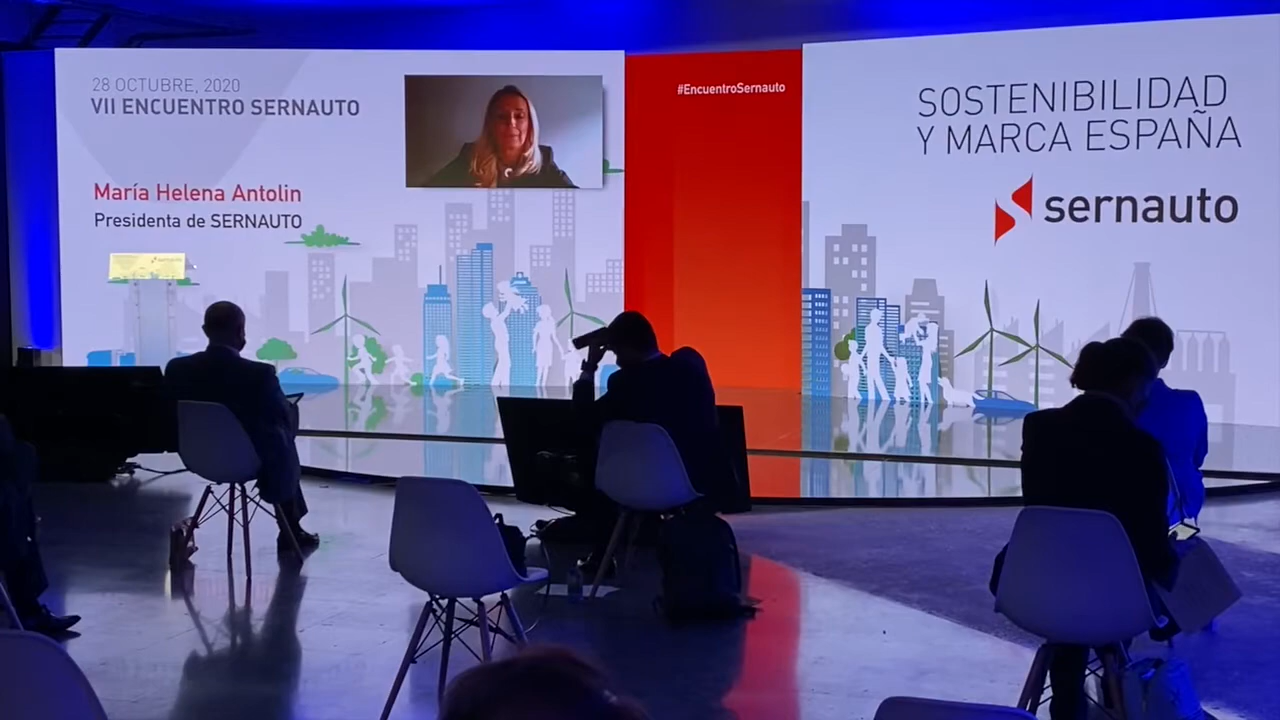 28 OCTUBRE, 2020
VII ENCUENTRO SERNAUTO
María Helena Antolin
Presidenta de SERNAUTO
#EncuentroSernauto
SOSTENIBILIDAD
Y MARCA ESPAÑA
sernauto